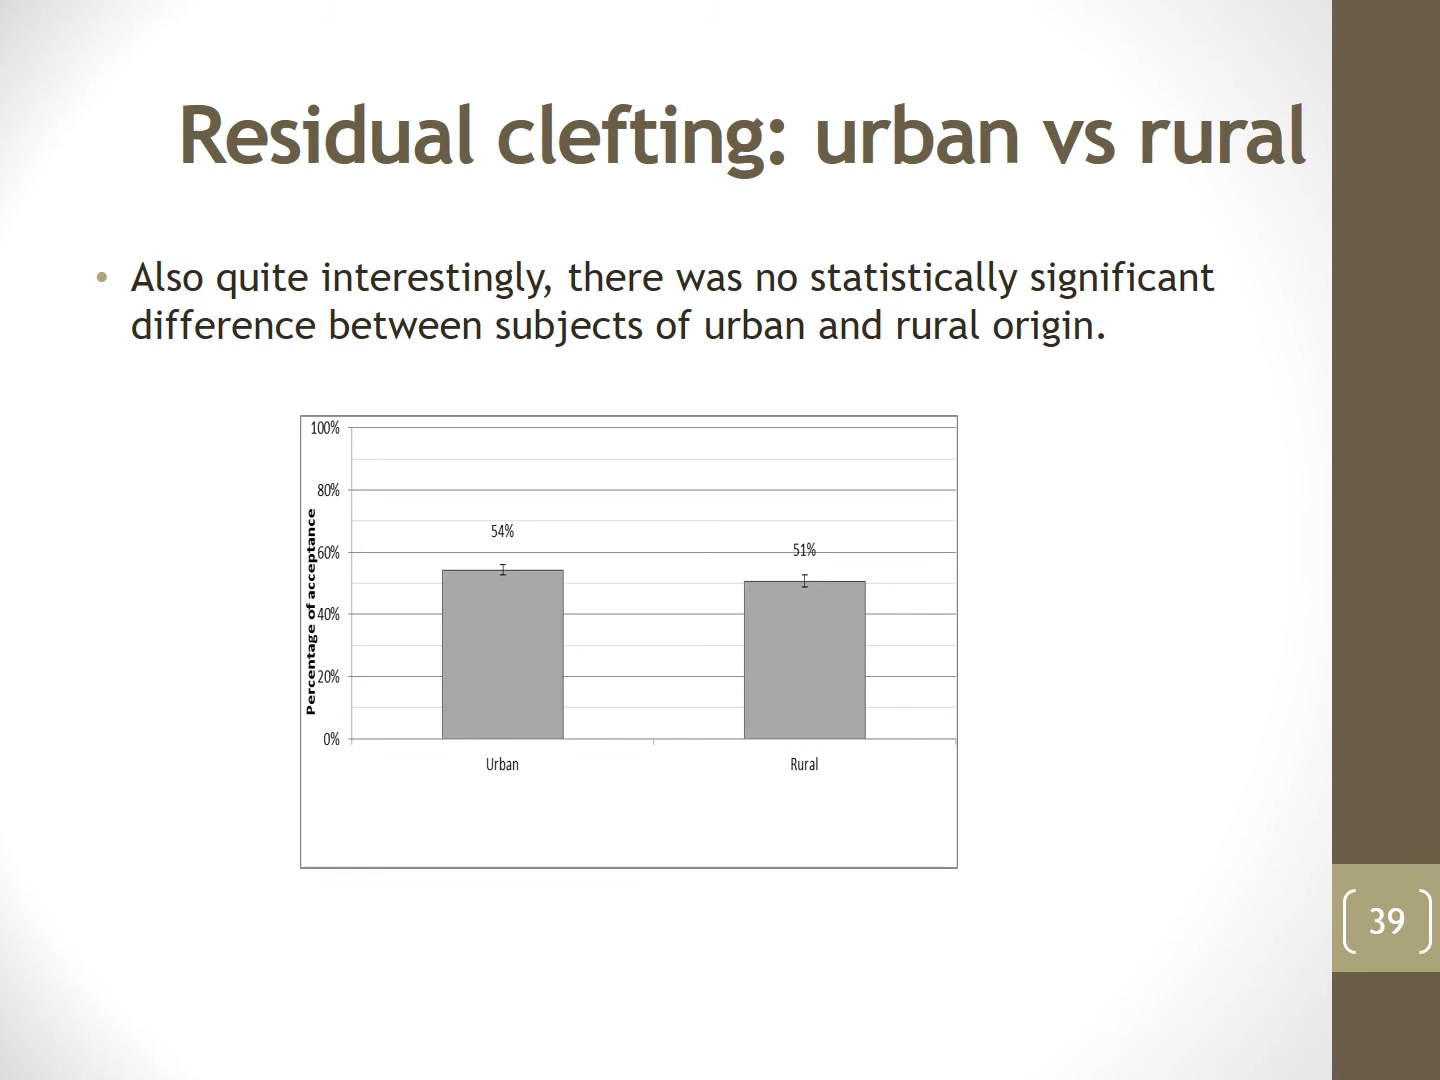 Residual clefting: urban vs rural
• Also quite interestingly, there was no statistically significant
difference between subjects of urban and rural origin.
Percentage of acceptance
100%
80%
60%
40%
20%
0%
54%
51%
Urban
Rural
39